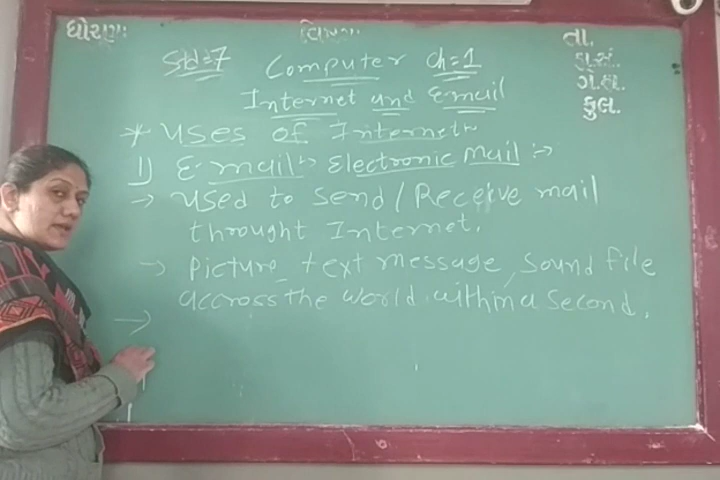 ધોરણ: વિષય: તા.
Std=7 Computer Ch=1 ક્રા.સં.
Internet and E-mail ગે.હા.
* Uses of Internet:- કુલ.
1) E-mail:- Electronic Mail :-
→ Used to send / Receive mail
throught Internet.
→ Picture, text message, Sound file
accross the world within a second.
→